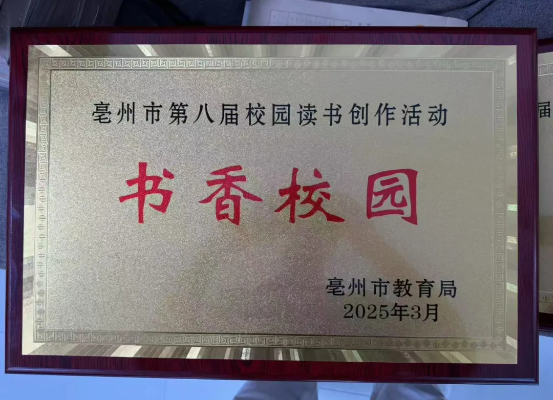 亳州市第八届校园读书创作活动
书香校园
亳州市教育局
2025年3月
届